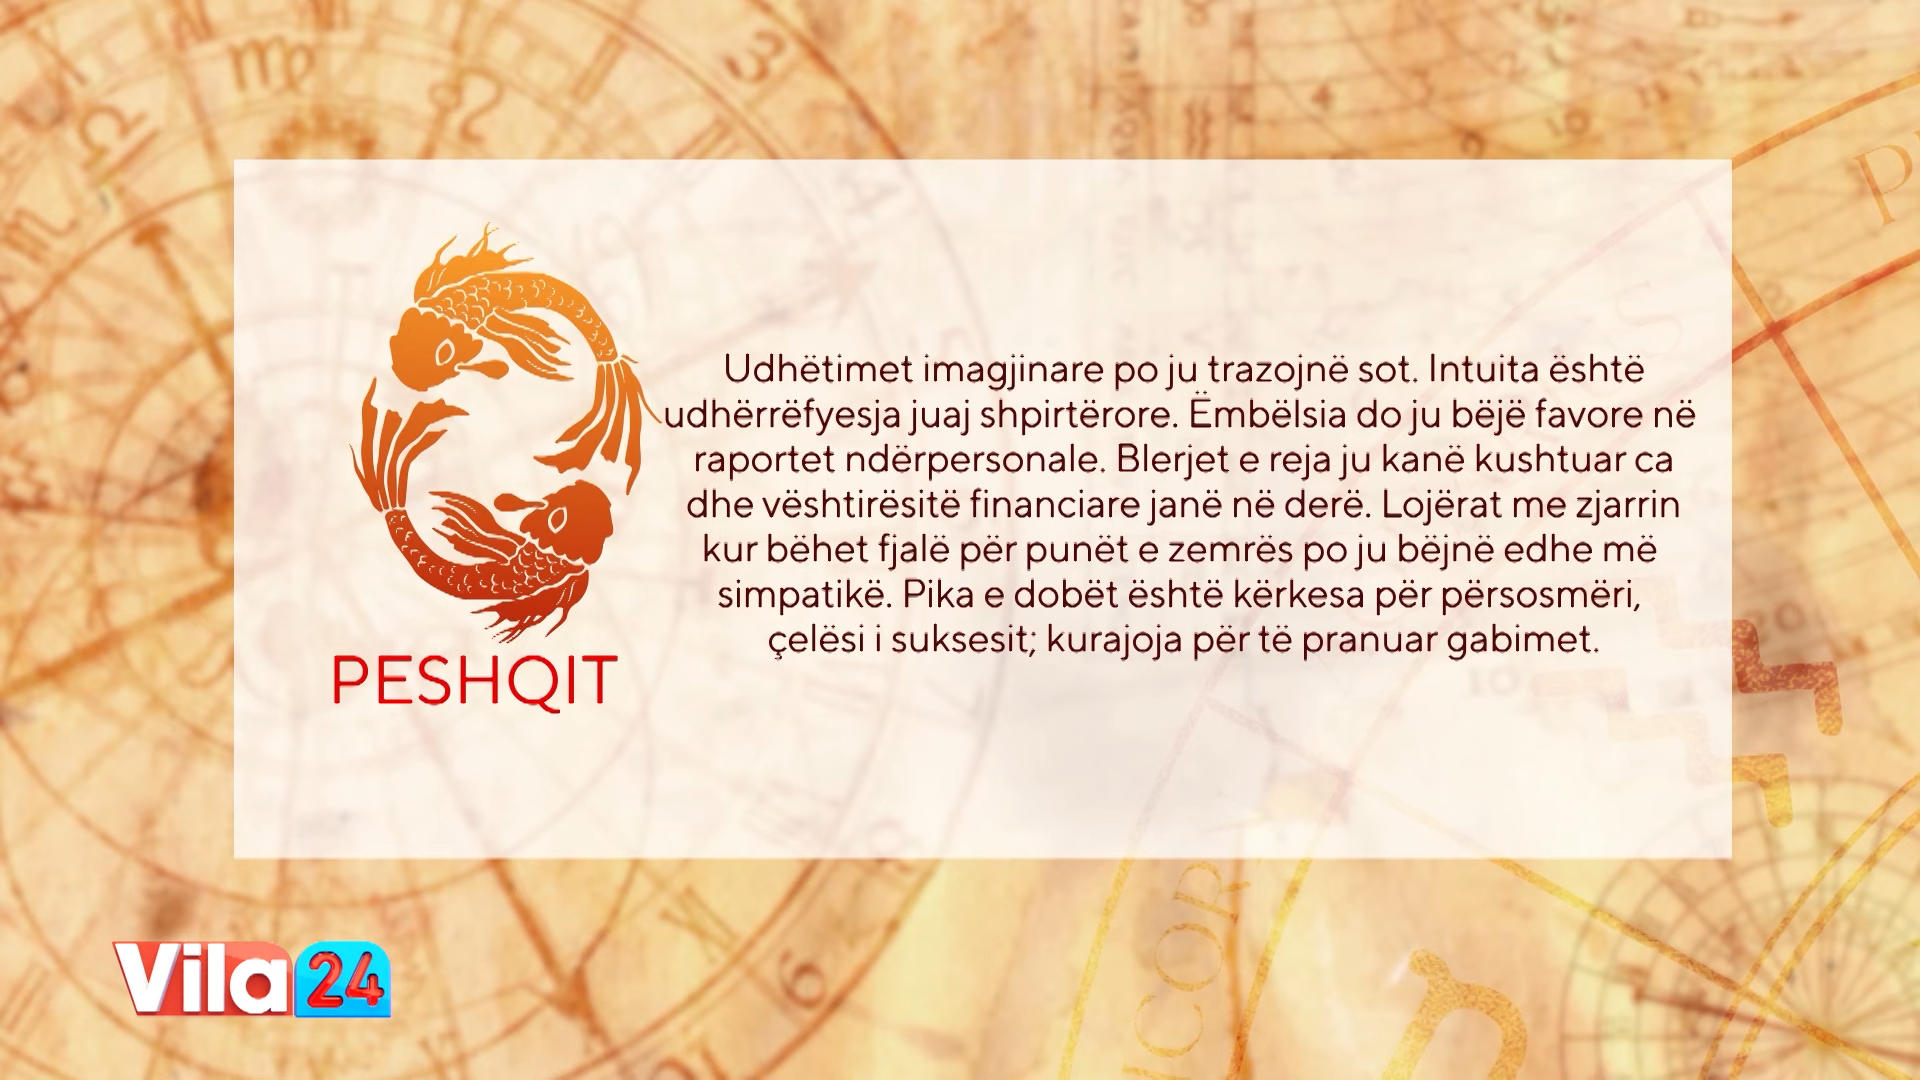 Udhëtimet imagjinare po ju trazojnë sot. Intuita është
udhërrëfyesja juaj shpirtërore. Ëmbëlsia do ju bëjë favore në
raportet ndërpersonale. Blerjet e reja ju kanë kushtuar ca
dhe vështirësitë financiare janë në derë. Lojërat me zjarrin
kur bëhet fjalë për punët e zemrës po ju bëjnë edhe më
simpatikë. Pika e dobët është kërkesa për përsosmëri,
çelësi i suksesit; kurajoja për të pranuar gabimet.
PESHQIT
Vila 24